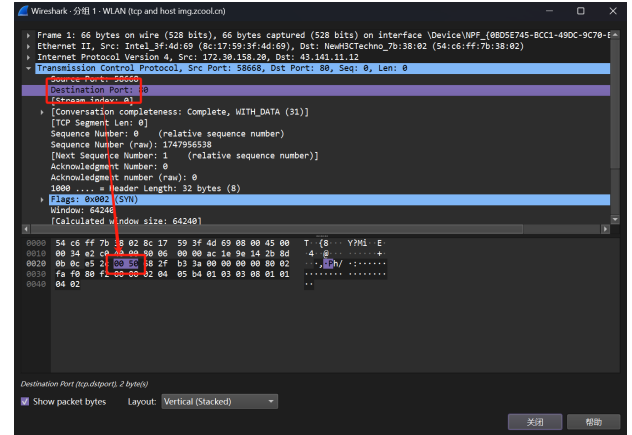 Wireshark · 分组 1 · WLAN (tcp and host img.zcool.cn)
Frame 1: 66 bytes on wire (528 bits), 66 bytes captured (528 bits) on interface \Device\NPF_{0BD5E745-BCC1-49DC-9C70-E
Ethernet II, Src: Intel_3f:4d:69 (8c:17:59:3f:4d:69), Dst: NewH3CTechno_7b:38:02 (54:c6:ff:7b:38:02)
Internet Protocol Version 4, Src: 172.30.158.20, Dst: 43.141.11.12
Transmission Control Protocol, Src Port: 58668, Dst Port: 80, Seq: 0, Len: 0
Source Port: 58668
Destination Port: 80
[Stream index: 0]
[Conversation completeness: Complete, WITH_DATA (31)]
[TCP Segment Len: 0]
Sequence Number: 0 (relative sequence number)
Sequence Number (raw): 1747956538
[Next Sequence Number: 1 (relative sequence number)]
Acknowledgment Number: 0
Acknowledgment number (raw): 0
1000 .... = Header Length: 32 bytes (8)
Flags: 0x002 (SYN)
Window: 64240
[Calculated window size: 64240]
0000 54 c6 ff 7b 38 02 8c 17 59 3f 4d 69 08 00 45 00 T··{8··· Y?Mi··E·
0010 00 34 e2 c0 40 00 80 06 00 00 ac 1e 9e 14 2b 8d ·4··@··· ······+·
0020 0b 0c e5 2c 00 50 68 2f b3 3a 00 00 00 00 80 02 ···,·Ph/ ·:······
0030 fa f0 80 f2 00 00 02 04 05 b4 01 03 03 08 01 01 ········ ········
0040 04 02 ··
Destination Port (tcp.dstport), 2 byte(s)
Show packet bytes Layout: Vertical (Stacked)
关闭 帮助